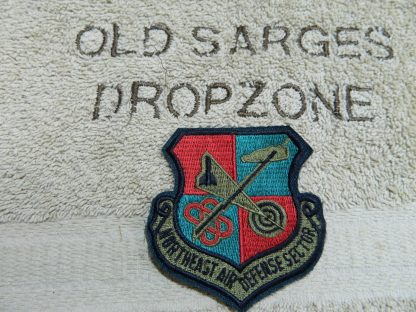 OLD SARGES
DROPZONE
NORTHEAST AIR DEFENSE SECTOR